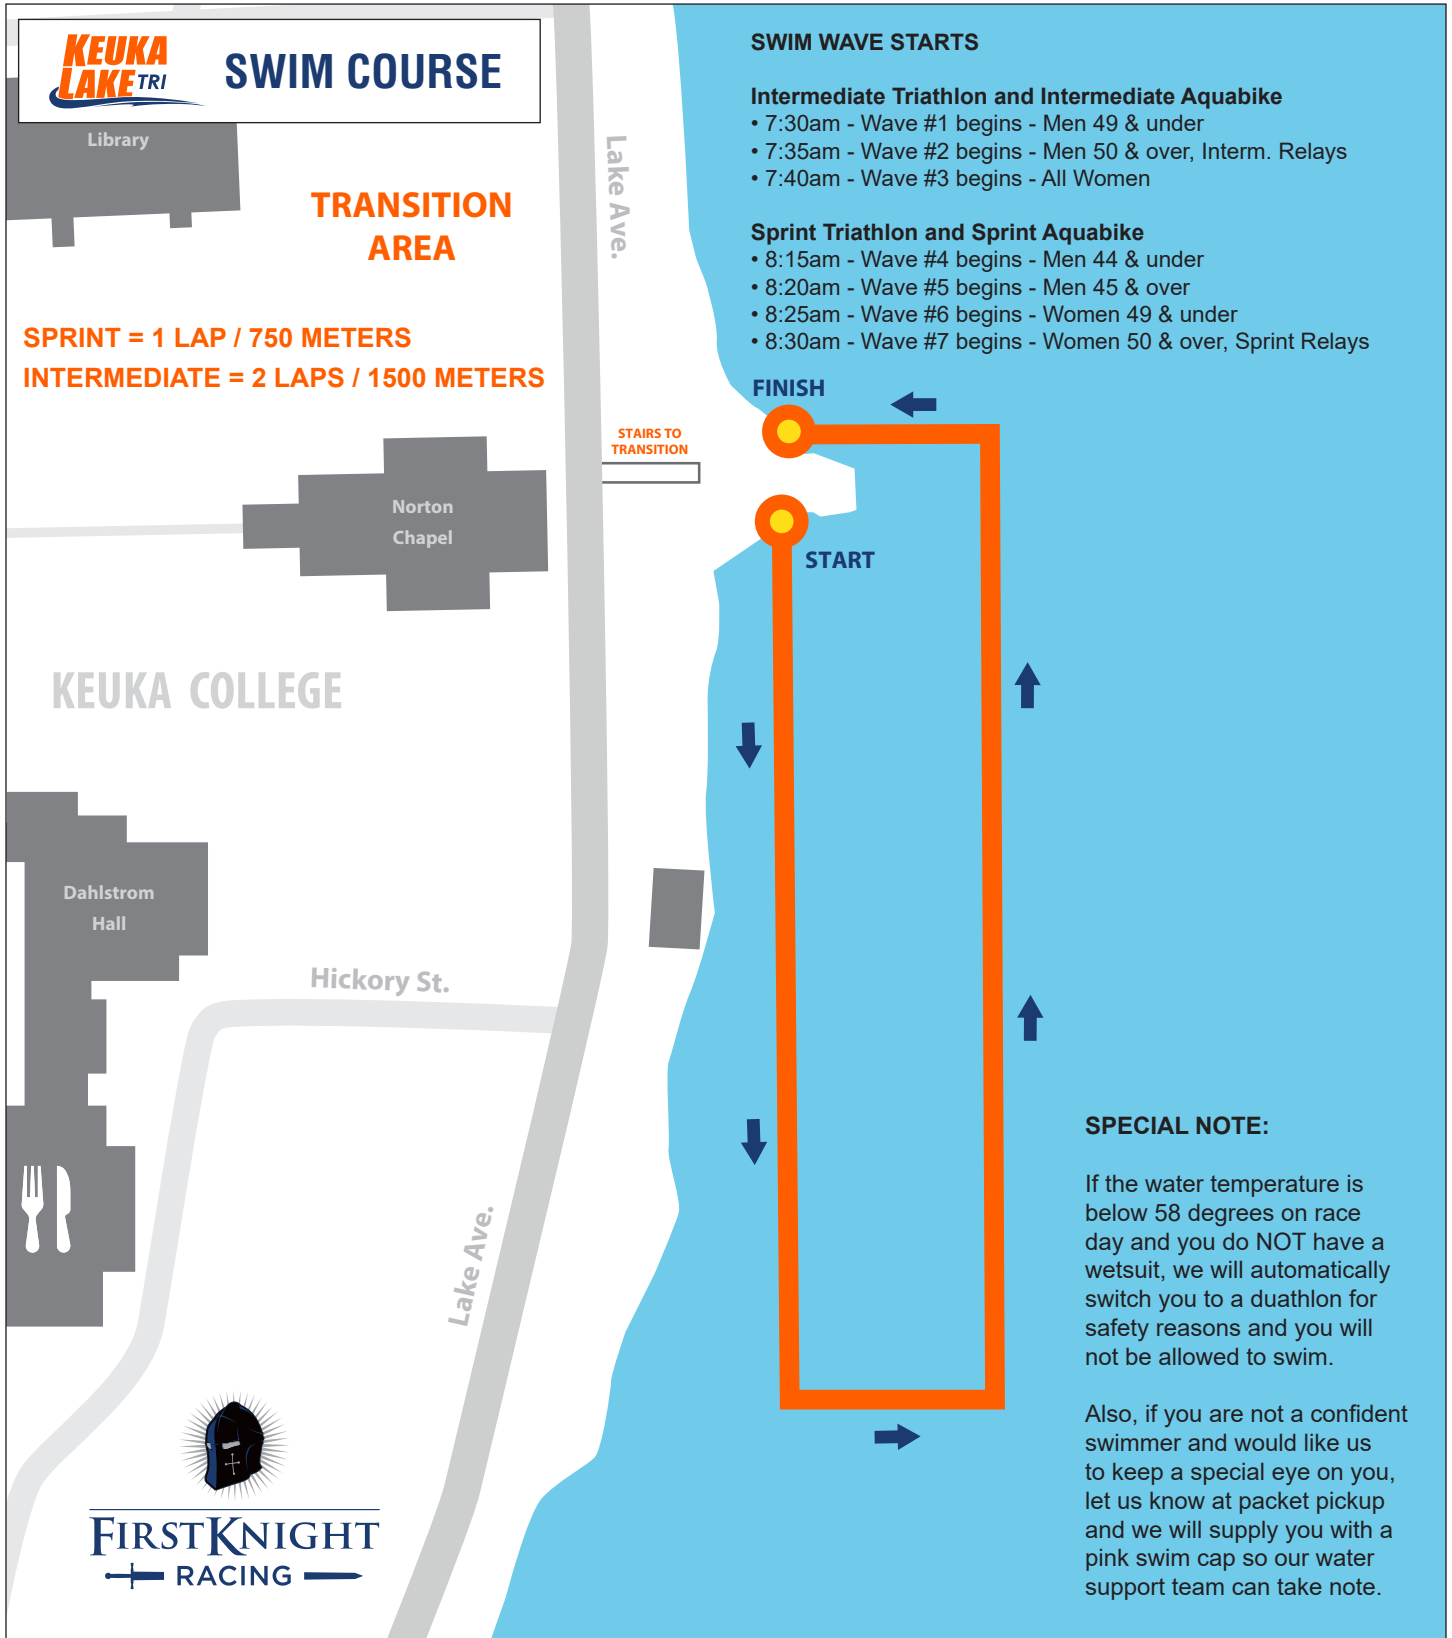 KEUKA
LAKE TRI
SWIM COURSE
Library
TRANSITION
AREA
Lake Ave.
SPRINT = 1 LAP / 750 METERS
INTERMEDIATE = 2 LAPS / 1500 METERS
SWIM WAVE STARTS
Intermediate Triathlon and Intermediate Aquabike
• 7:30am - Wave #1 begins - Men 49 & under
• 7:35am - Wave #2 begins - Men 50 & over, Interm. Relays
• 7:40am - Wave #3 begins - All Women
Sprint Triathlon and Sprint Aquabike
• 8:15am - Wave #4 begins - Men 44 & under
• 8:20am - Wave #5 begins - Men 45 & over
• 8:25am - Wave #6 begins - Women 49 & under
• 8:30am - Wave #7 begins - Women 50 & over, Sprint Relays
FINISH
STAIRS TO
TRANSITION
START
Norton
Chapel
KEUKA COLLEGE
Dahlstrom
Hall
Hickory St.
Lake Ave.
SPECIAL NOTE:
If the water temperature is
below 58 degrees on race
day and you do NOT have a
wetsuit, we will automatically
switch you to a duathlon for
safety reasons and you will
not be allowed to swim.
Also, if you are not a confident
swimmer and would like us
to keep a special eye on you,
let us know at packet pickup
and we will supply you with a
pink swim cap so our water
support team can take note.
FIRSTKNIGHT
RACING